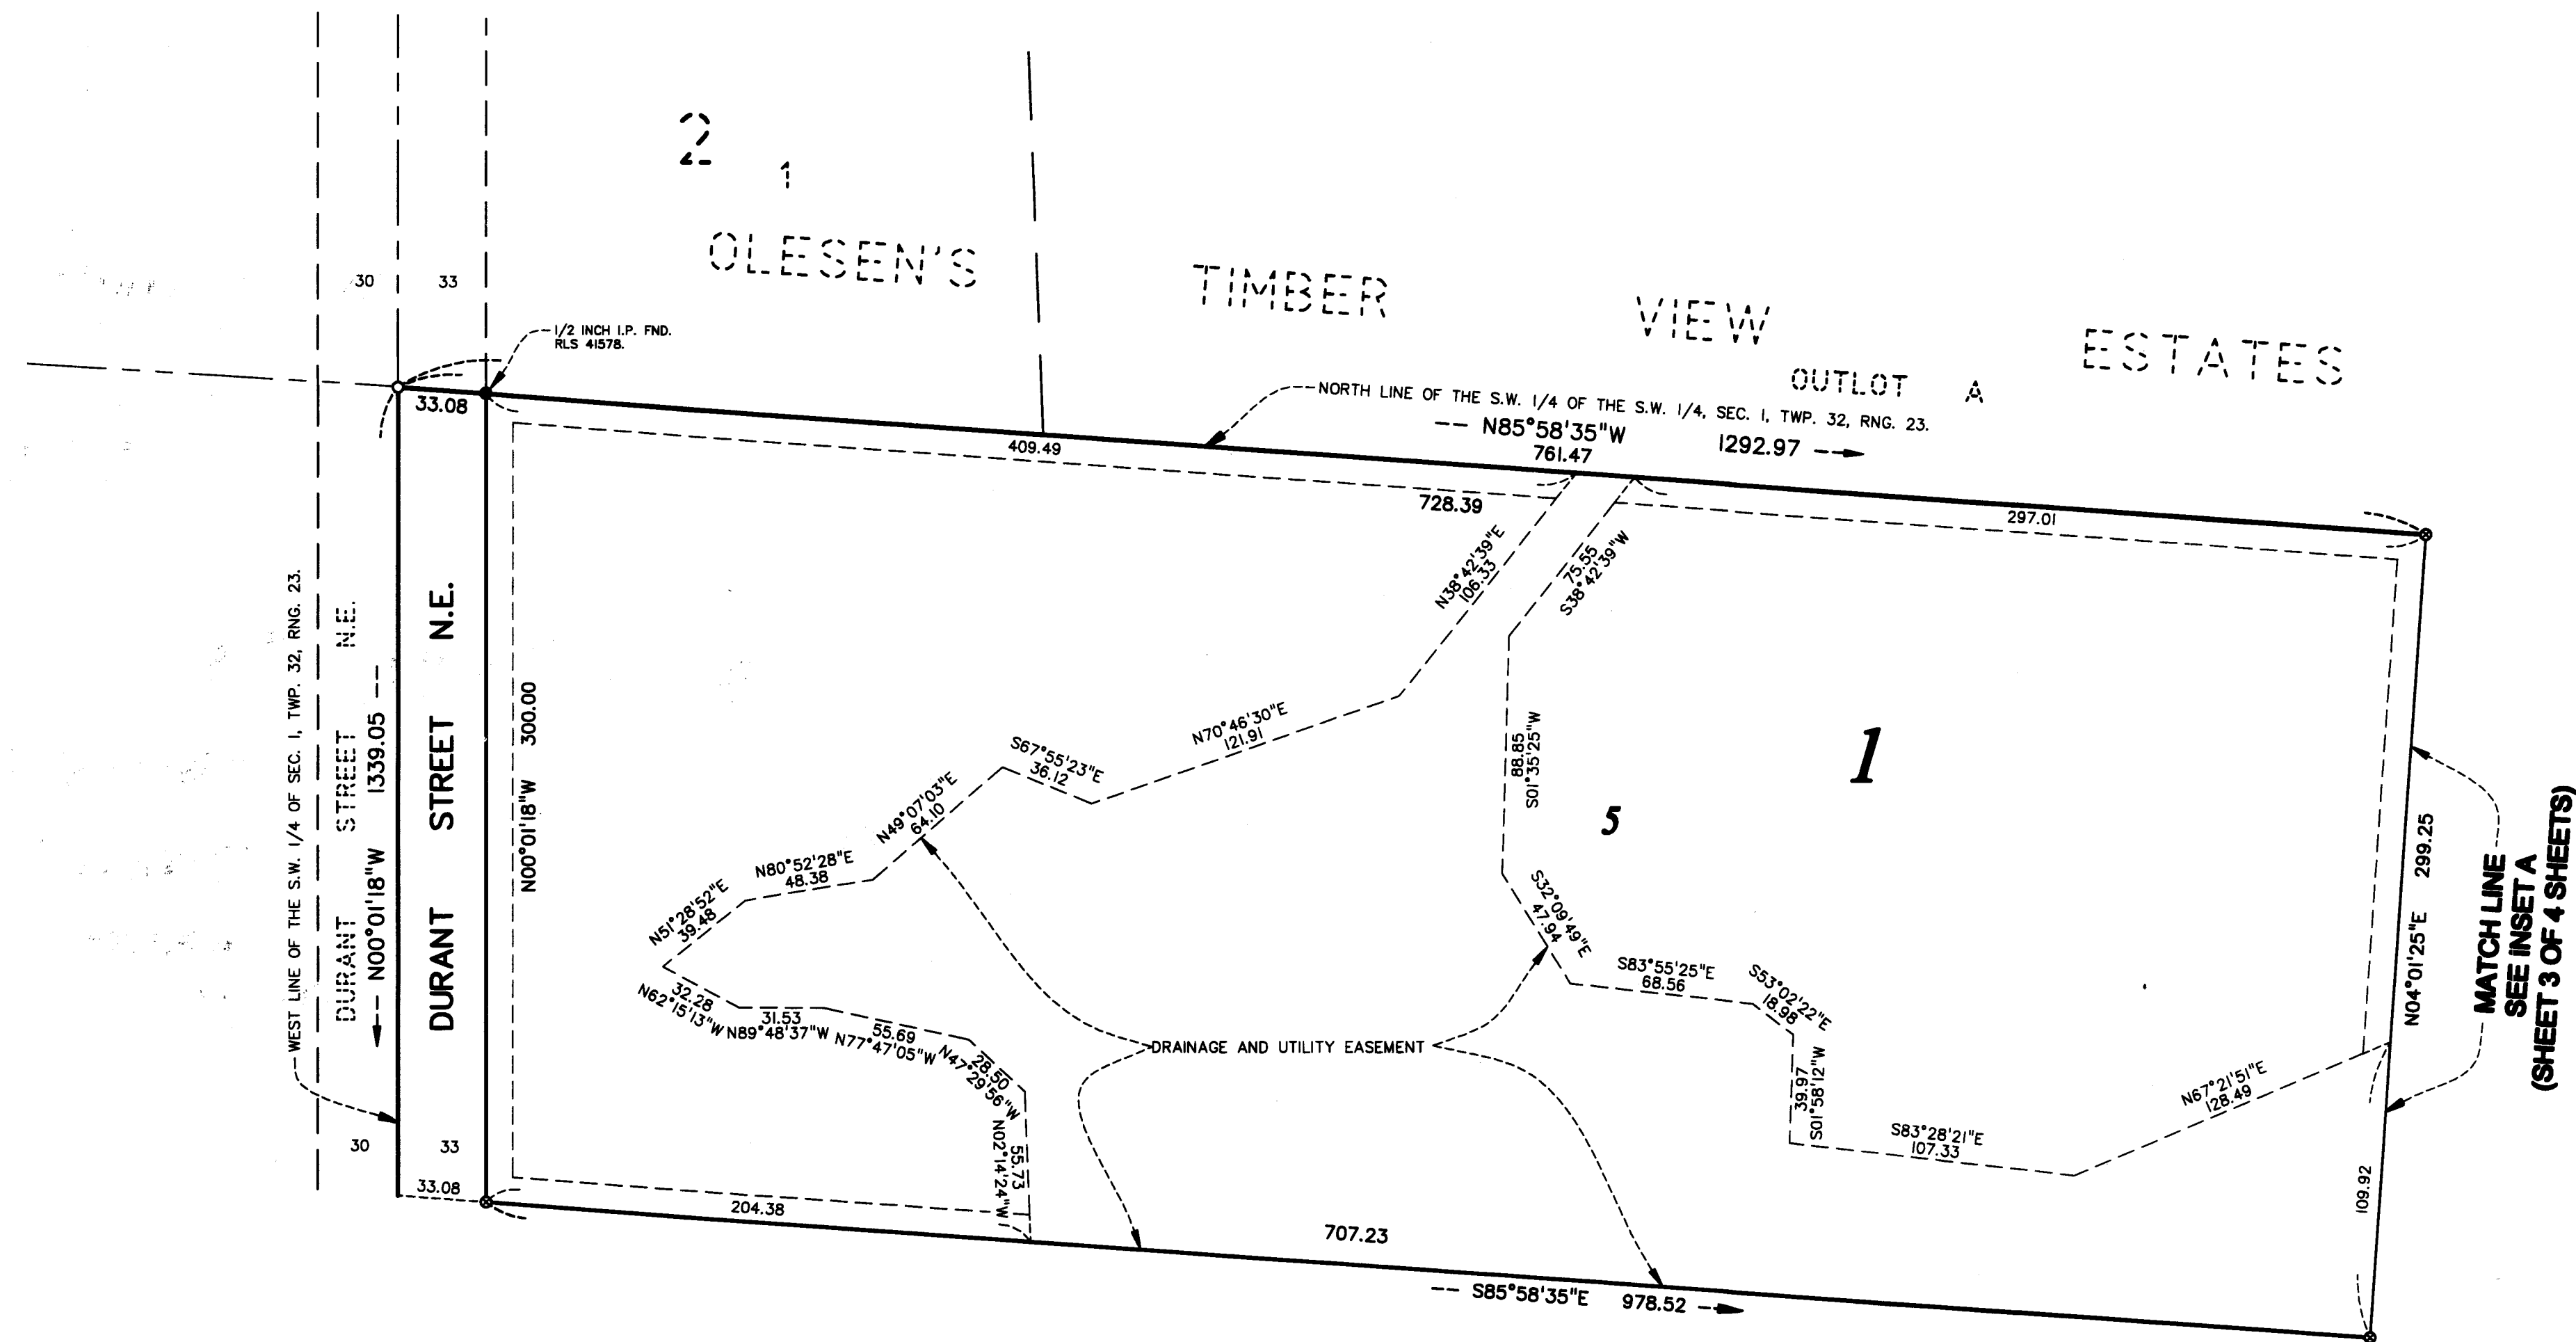 2
1
OLESEN'S
TIMBER
VIEW
ESTATES
OUTLOT A
30
33
1/2 INCH I.P. FND.
RLS 41578.
NORTH LINE OF THE S.W. 1/4 OF THE S.W. 1/4, SEC. 1, TWP. 32, RNG. 23.
N85°58'35"W
1292.97
761.47
33.08
409.49
728.39
297.01
N38°42'39"E
106.33
75.55
S38°42'39"W
WEST LINE OF THE S.W. 1/4 OF SEC. 1, TWP. 32, RNG. 23.
DURANT STREET N.E.
N00°01'18"W 1339.05
DURANT STREET N.E.
N00°01'18"W 300.00
N70°46'30"E
121.91
S67°55'23"E
36.12
N49°07'03"E
64.10
N80°52'28"E
48.38
N51°28'52"E
39.48
32.28
N62°15'13"W
31.53
N89°48'37"W
55.69
N77°47'05"W
28.50
N47°29'56"W
55.73
N02°14'24"W
88.85
S01°35'25"W
1
5
S32°09'49"E
47.94
S83°55'25"E
68.56
S53°02'22"E
18.98
39.97
S01°58'12"W
S83°28'21"E
107.33
N67°21'51"E
128.49
N04°01'25"E 299.25
109.92
MATCH LINE
SEE INSET A
(SHEET 3 OF 4 SHEETS)
DRAINAGE AND UTILITY EASEMENT
30
33
33.08
204.38
707.23
S85°58'35"E 978.52